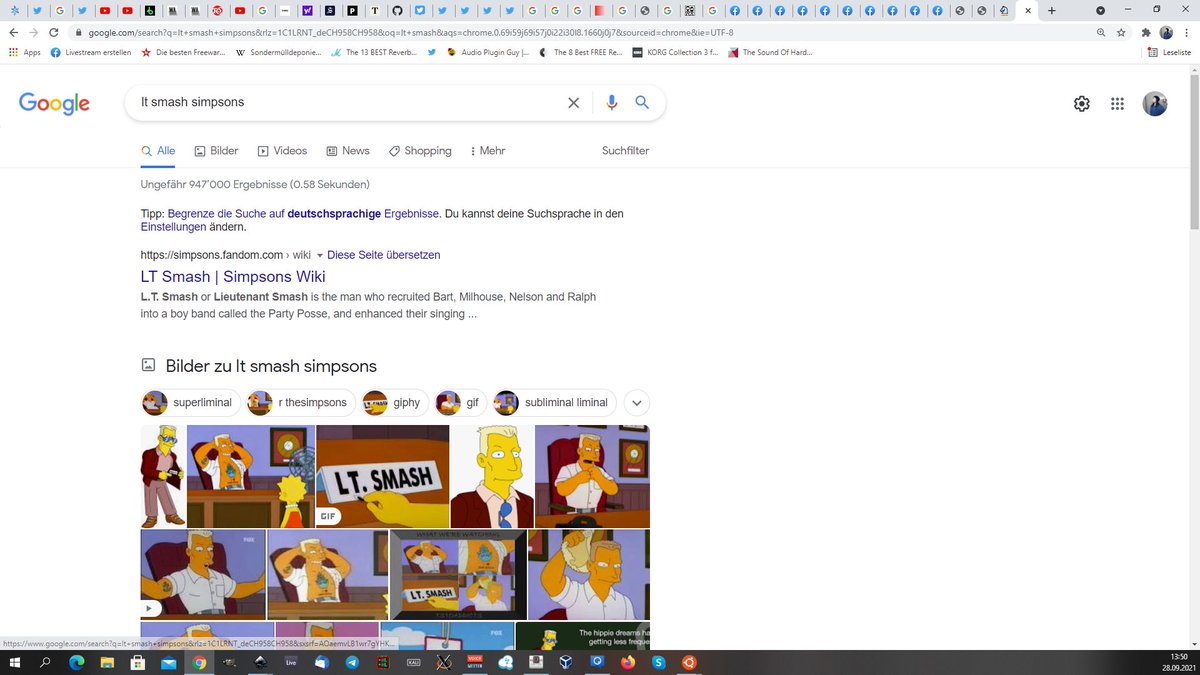 google.com/search?q=lt+smash+simpsons&rlz=1C1LRNT_deCH958CH958&oq=lt+smash&aqs=chrome.0.69i59j69i57j0i22i30l8.1660j0j7&sourceid=chrome&ie=UTF-8
Apps Livestream erstellen Die besten Freewar... Sondermülldeponie... The 13 BEST Reverb... Audio Plugin Guy |... The 8 Best FREE Re... KORG Collection 3 f... The Sound Of Hard... Leseliste
Google
lt smash simpsons
Alle Bilder Videos News Shopping Mehr Suchfilter
Ungefähr 947'000 Ergebnisse (0.58 Sekunden)
Tipp: Begrenze die Suche auf deutschsprachige Ergebnisse. Du kannst deine Suchsprache in den
Einstellungen ändern.
https://simpsons.fandom.com › wiki Diese Seite übersetzen
LT Smash | Simpsons Wiki
L.T. Smash or Lieutenant Smash is the man who recruited Bart, Milhouse, Nelson and Ralph
into a boy band called the Party Posse, and enhanced their singing ...
Bilder zu lt smash simpsons
superliminal r thesimpsons giphy gif subliminal liminal
LT. SMASH
GIF
FOX
WHAT WE'RE WATCHING
LT. SMASH
FOX
The hippie dreams ha
getting less freque
https://www.google.com/search?q=lt+smash+simpsons&rlz=1C1LRNT_deCH958CH958&sxsrf=AOaemvLB1wr7gYHK...
Live
KALI
13:50
28.09.2021